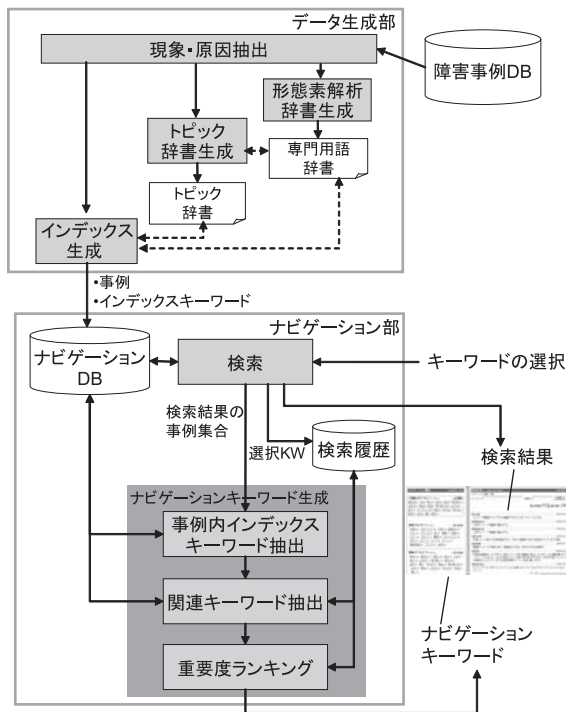 データ生成部
現象・原因抽出
障害事例DB
形態素解析
辞書生成
トピック
辞書生成
専門用語
辞書
トピック
辞書
インデックス
生成
・事例
・インデックスキーワード
ナビゲーション部
ナビゲーション
DB
検索
キーワードの選択
検索結果の
事例集合
選択KW
検索履歴
検索結果
ナビゲーションキーワード生成
事例内インデックス
キーワード抽出
関連キーワード抽出
ナビゲーション
キーワード
重要度ランキング